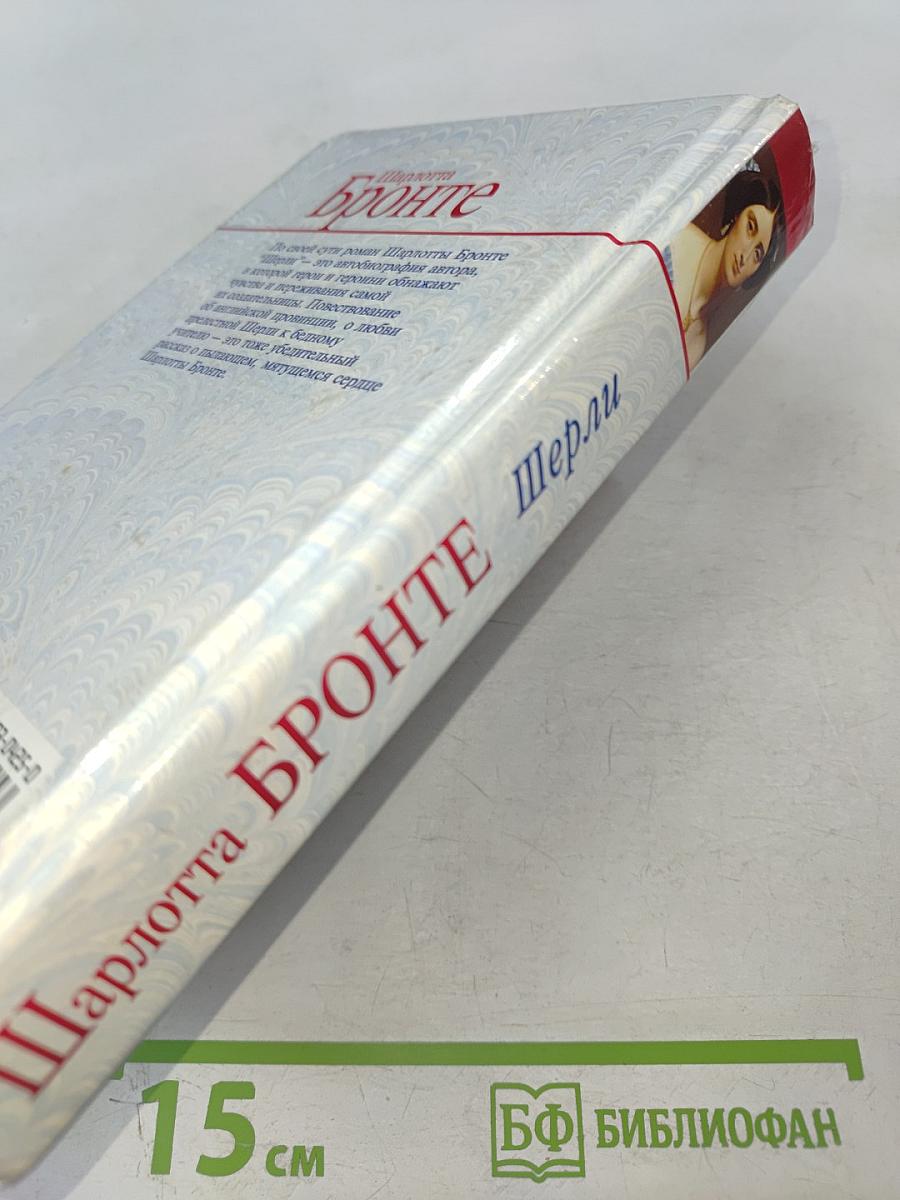 Шарлотта
Бронте
По своей сути роман Шарлотты Бронте
"Шерли" – это автобиография автора,
в которой герои и героини обнажают
чувства и переживания самой
их создательницы. Повествование
об английской провинции, о любви
прелестной Шерли к бедному
учителю – это тоже убедительный
рассказ о пылающем, мятущемся сердце
Шарлотты Бронте.
Шарлотта БРОНТЕ Шерли
15 см
БФ БИБЛИОФАН